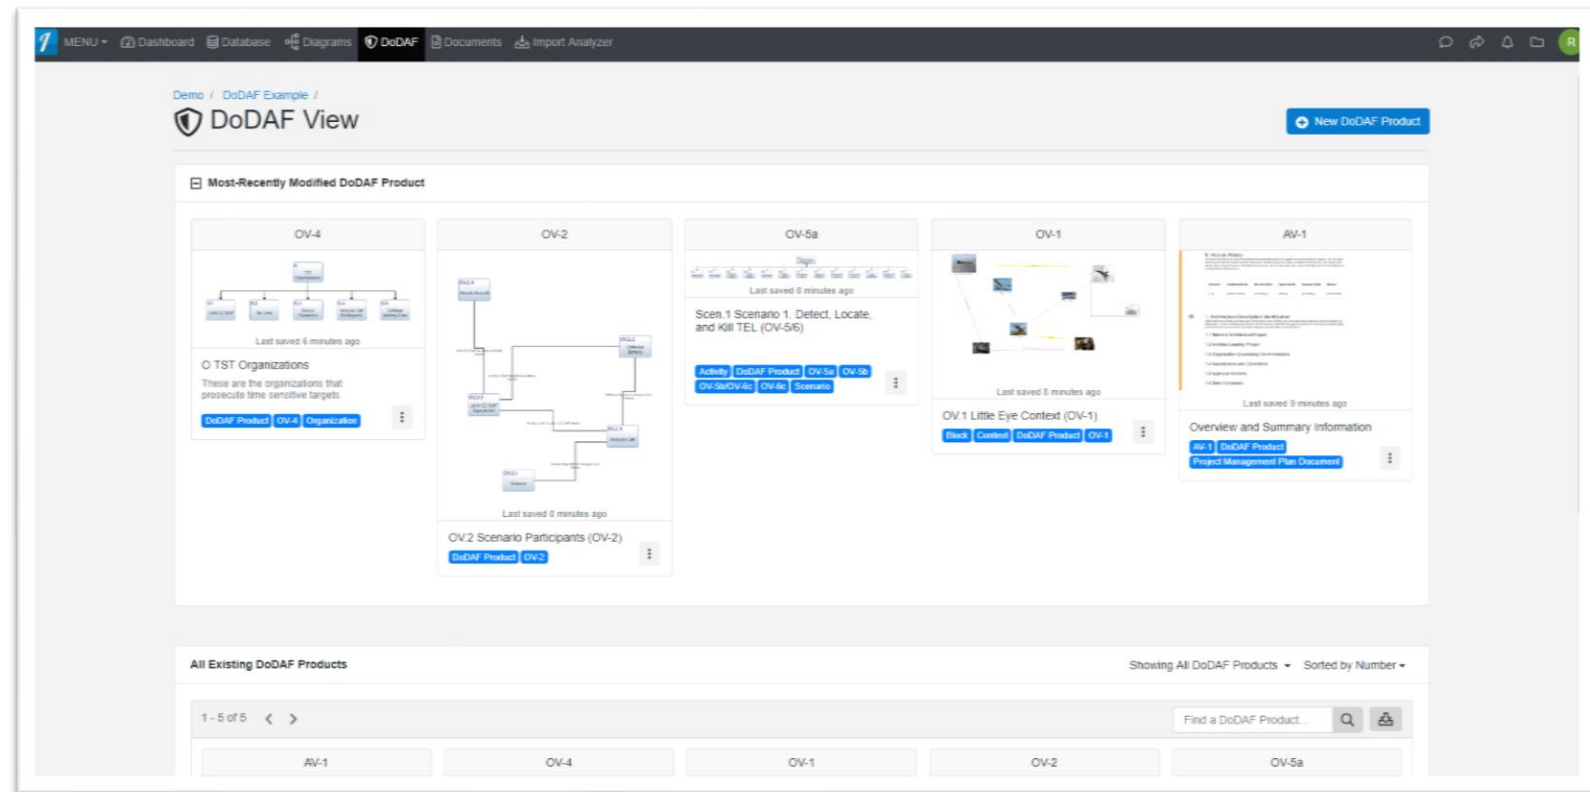 MENU Dashboard Database Diagrams DoDAF Documents Import Analyzer
R
Demo / DoDAF Example /
DoDAF View
New DoDAF Product
Most-Recently Modified DoDAF Product
OV-4
Last saved 6 minutes ago
O TST Organizations
These are the organizations that
prosecute time sensitive targets
DoDAF Product OV-4 Organization
OV-2
Last saved 8 minutes ago
OV.2 Scenario Participants (OV-2)
DoDAF Product OV-2
OV-5a
Last saved 8 minutes ago
Scen.1 Scenario 1. Detect, Locate,
and Kill TEL (OV-5/6)
Activity DoDAF Product OV-5a OV-5b
OV-5b/OV-6c OV-6c Scenario
OV-1
Last saved 8 minutes ago
OV.1 Little Eye Context (OV-1)
Block Context DoDAF Product OV-1
AV-1
Last saved 9 minutes ago
Overview and Summary Information
AV-1 DoDAF Product
Project Management Plan Document
All Existing DoDAF Products
Showing All DoDAF Products Sorted by Number
1 - 5 of 5
Find a DoDAF Product...
AV-1 OV-4 OV-1 OV-2 OV-5a